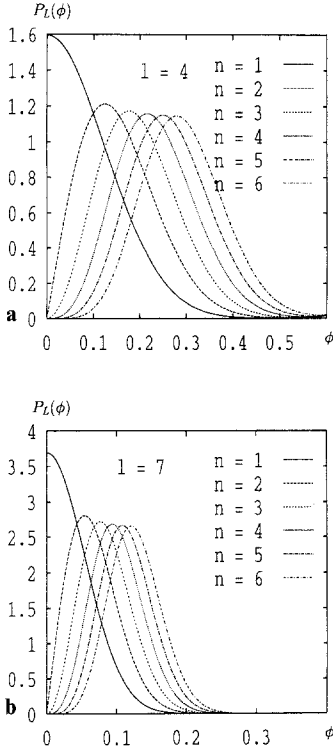 P_L(φ)
1.6
1.4
1.2
1
0.8
0.6
0.4
0.2
0
l = 4
n = 1
n = 2
n = 3
n = 4
n = 5
n = 6
a
0 0.1 0.2 0.3 0.4 0.5 φ
P_L(φ)
4
3.5
3
2.5
2
1.5
1
0.5
0
l = 7
n = 1
n = 2
n = 3
n = 4
n = 5
n = 6
b
0 0.1 0.2 0.3 φ